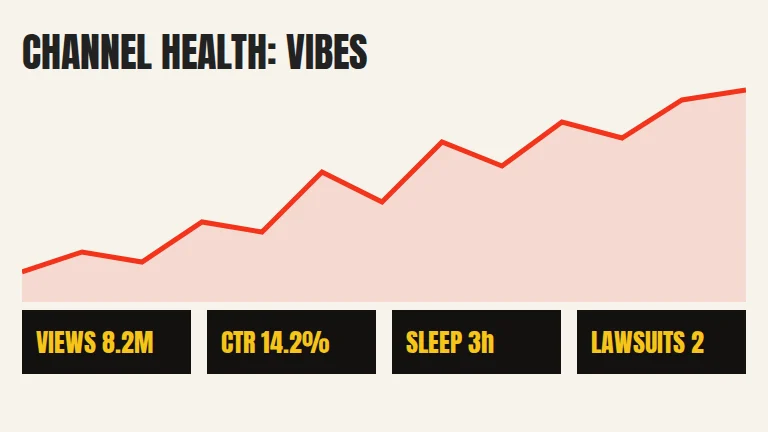 CHANNEL HEALTH: VIBES
VIEWS 8.2M
CTR 14.2%
SLEEP 3h
LAWSUITS 2